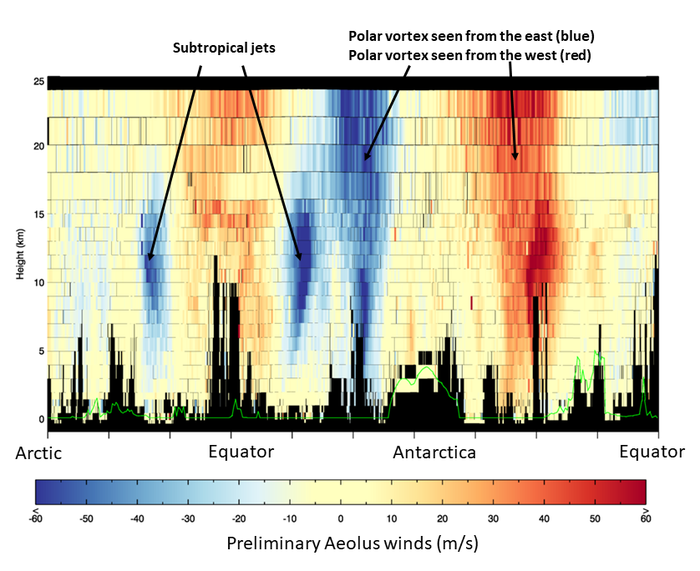 Polar vortex seen from the east (blue)
Subtropical jets
Polar vortex seen from the west (red)
25
20
15
10
5
0
Height (km)
Arctic
Equator
Antarctica
Equator
-60 -50 -40 -30 -20 -10 0 10 20 30 40 50 60
< >
Preliminary Aeolus winds (m/s)